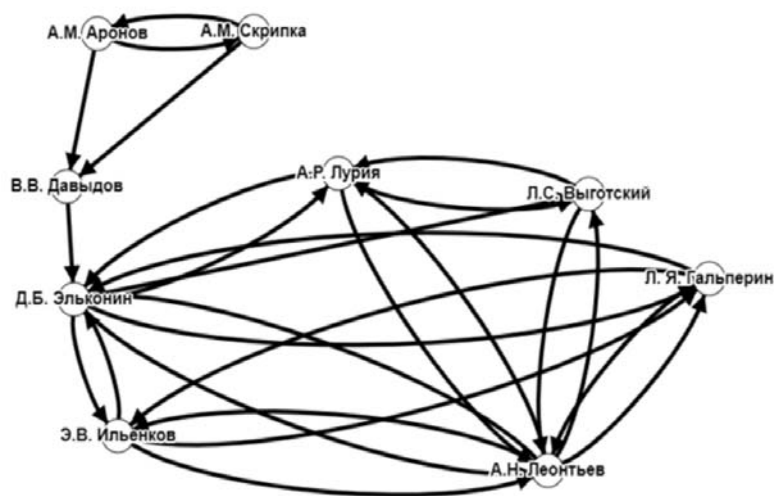 А.М. Аронов
А.М. Скрипка
В.В. Давыдов
А.Р. Лурия
Л.С. Выготский
Л. Я. Гальперин
Д.Б. Эльконин
Э.В. Ильенков
А.Н. Леонтьев